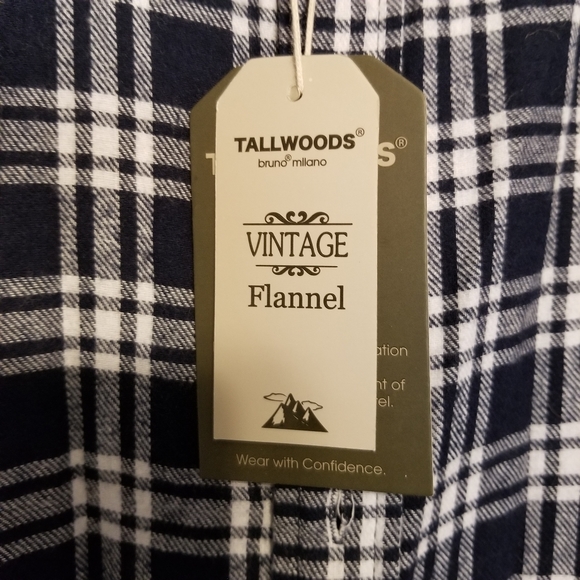 TALLWOODS®
bruno® milano
VINTAGE
Flannel
Wear with Confidence.